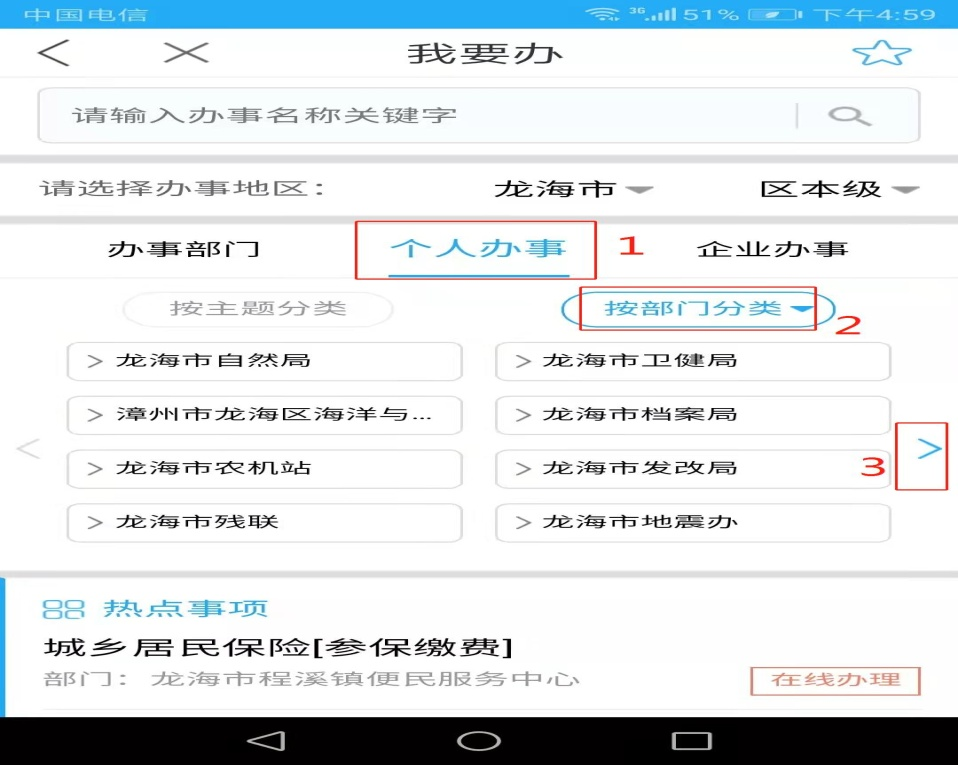 中国电信 3G 51% 下午4:59
我要办
请输入办事名称关键字
请选择办事地区： 龙海市 区本级
办事部门 个人办事 1 企业办事
按主题分类 按部门分类 2
> 龙海市自然局 > 龙海市卫健局
> 漳州市龙海区海洋与... > 龙海市档案局
> 龙海市农机站 > 龙海市发改局 3
> 龙海市残联 > 龙海市地震办
热点事项
城乡居民保险[参保缴费]
部门： 龙海市程溪镇便民服务中心 在线办理